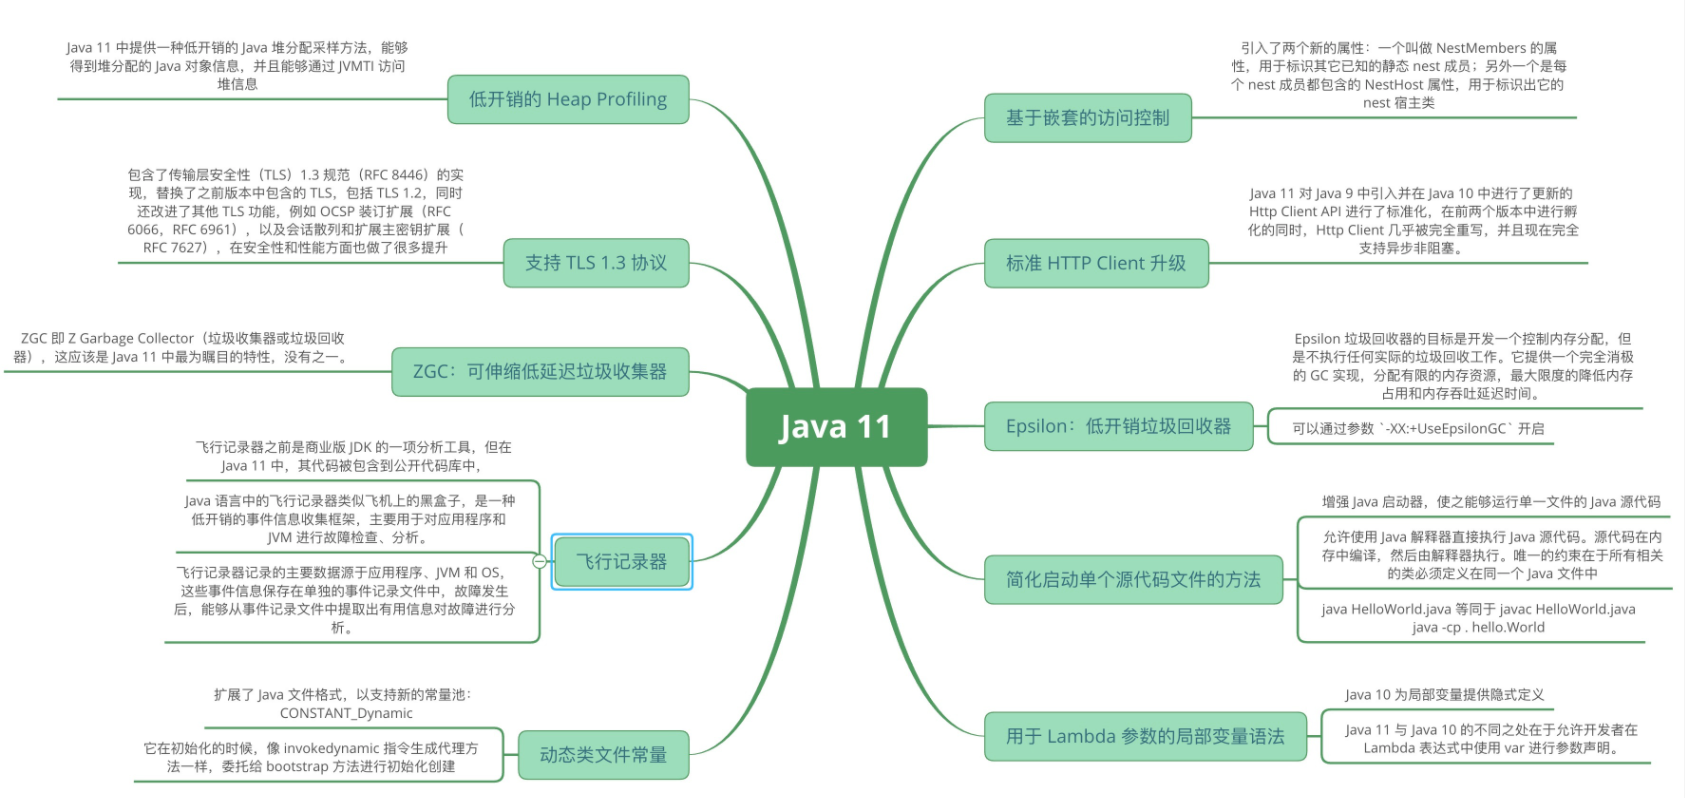 Java 11
低开销的 Heap Profiling
Java 11 中提供一种低开销的 Java 堆分配采样方法，能够
得到堆分配的 Java 对象信息，并且能够通过 JVMTI 访问
堆信息
支持 TLS 1.3 协议
包含了传输层安全性（TLS）1.3 规范（RFC 8446）的实
现，替换了之前版本中包含的 TLS，包括 TLS 1.2，同时
还改进了其他 TLS 功能，例如 OCSP 装订扩展（RFC
6066，RFC 6961），以及会话散列和扩展主密钥扩展（
RFC 7627），在安全性和性能方面也做了很多提升
ZGC：可伸缩低延迟垃圾收集器
ZGC 即 Z Garbage Collector（垃圾收集器或垃圾回收
器），这应该是 Java 11 中最为瞩目的特性，没有之一。
飞行记录器
飞行记录器之前是商业版 JDK 的一项分析工具，但在
Java 11 中，其代码被包含到公开代码库中，
Java 语言中的飞行记录器类似飞机上的黑盒子，是一种
低开销的事件信息收集框架，主要用于对应用程序和
JVM 进行故障检查、分析。
飞行记录器记录的主要数据源于应用程序、JVM 和 OS，
这些事件信息保存在单独的事件记录文件中，故障发生
后，能够从事件记录文件中提取出有用信息对故障进行分
析。
动态类文件常量
扩展了 Java 文件格式，以支持新的常量池：
CONSTANT_Dynamic
它在初始化的时候，像 invokedynamic 指令生成代理方
法一样，委托给 bootstrap 方法进行初始化创建
基于嵌套的访问控制
引入了两个新的属性：一个叫做 NestMembers 的属
性，用于标识其它已知的静态 nest 成员；另外一个是每
个 nest 成员都包含的 NestHost 属性，用于标识出它的
nest 宿主类
标准 HTTP Client 升级
Java 11 对 Java 9 中引入并在 Java 10 中进行了更新的
Http Client API 进行了标准化，在前两个版本中进行孵
化的同时，Http Client 几乎被完全重写，并且现在完全
支持异步非阻塞。
Epsilon：低开销垃圾回收器
Epsilon 垃圾回收器的目标是开发一个控制内存分配，但
是不执行任何实际的垃圾回收工作。它提供一个完全消极
的 GC 实现，分配有限的内存资源，最大限度的降低内存
占用和内存吞吐延迟时间。
可以通过参数 `-XX:+UseEpsilonGC` 开启
简化启动单个源代码文件的方法
增强 Java 启动器，使之能够运行单一文件的 Java 源代码
允许使用 Java 解释器直接执行 Java 源代码。源代码在内
存中编译，然后由解释器执行。唯一的约束在于所有相关
的类必须定义在同一个 Java 文件中
java HelloWorld.java 等同于 javac HelloWorld.java
java -cp . hello.World
用于 Lambda 参数的局部变量语法
Java 10 为局部变量提供隐式定义
Java 11 与 Java 10 的不同之处在于允许开发者在
Lambda 表达式中使用 var 进行参数声明。